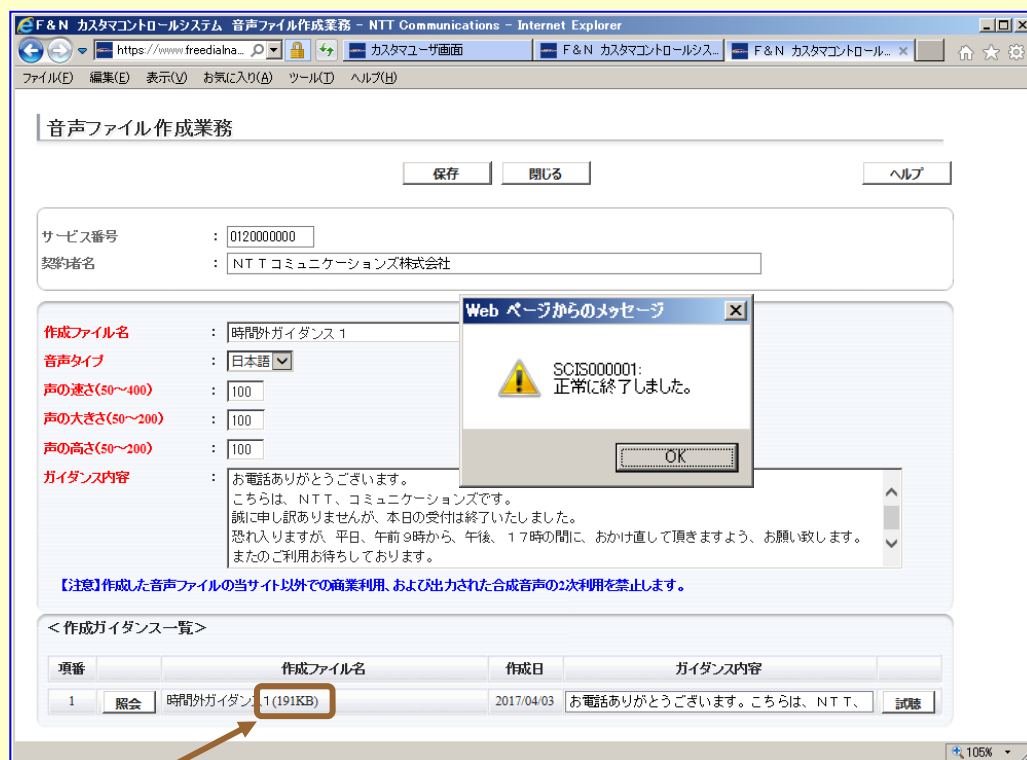 F&N カスタマコントロールシステム 音声ファイル作成業務 - NTT Communications - Internet Explorer
https://www.freedialna... カスタマユーザ画面 F&N カスタマコントロールシス... F&N カスタマコントロール...
ファイル(F) 編集(E) 表示(V) お気に入り(A) ツール(T) ヘルプ(H)
音声ファイル作成業務
保存 閉じる ヘルプ
サービス番号 : 0120000000
契約者名 : NTTコミュニケーションズ株式会社
Web ページからのメッセージ
SCIS000001:
正常に終了しました。
OK
作成ファイル名 : 時間外ガイダンス1
音声タイプ : 日本語
声の速さ(50～400) : 100
声の大きさ(50～200) : 100
声の高さ(50～200) : 100
ガイダンス内容 : お電話ありがとうございます。
こちらは、NTT、コミュニケーションズです。
誠に申し訳ありませんが、本日の受付は終了いたしました。
恐れ入りますが、平日、午前9時から、午後、17時の間に、おかけ直して頂きますよう、お願い致します。
またのご利用お待ちしております。
【注意】作成した音声ファイルの当サイト以外での商業利用、および出力された合成音声の2次利用を禁止します。
＜作成ガイダンス一覧＞
項番 作成ファイル名 作成日 ガイダンス内容
1 照会 時間外ガイダンス1(191KB) 2017/04/03 お電話ありがとうございます。こちらは、NTT、 試聴
105%